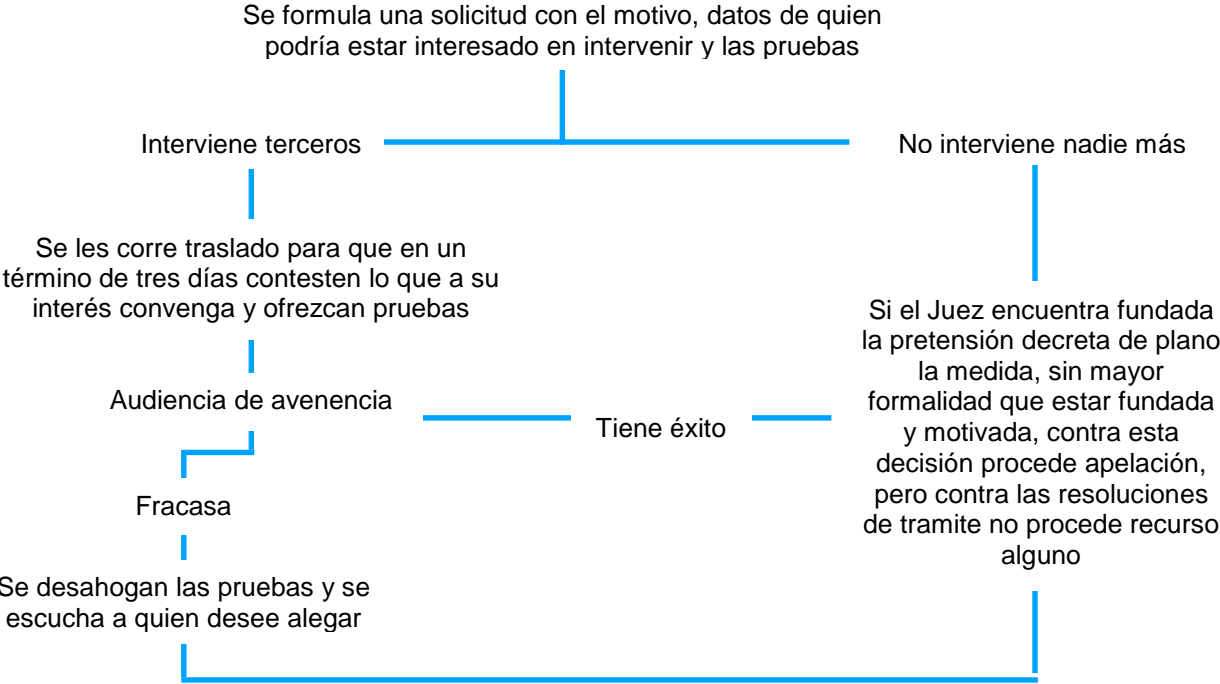 Se formula una solicitud con el motivo, datos de quien
podría estar interesado en intervenir y las pruebas
Interviene terceros
No interviene nadie más
Se les corre traslado para que en un
término de tres días contesten lo que a su
interés convenga y ofrezcan pruebas
Audiencia de avenencia
Tiene éxito
Si el Juez encuentra fundada
la pretensión decreta de plano
la medida, sin mayor
formalidad que estar fundada
y motivada, contra esta
decisión procede apelación,
pero contra las resoluciones
de tramite no procede recurso
alguno
Fracasa
Se desahogan las pruebas y se
escucha a quien desee alegar